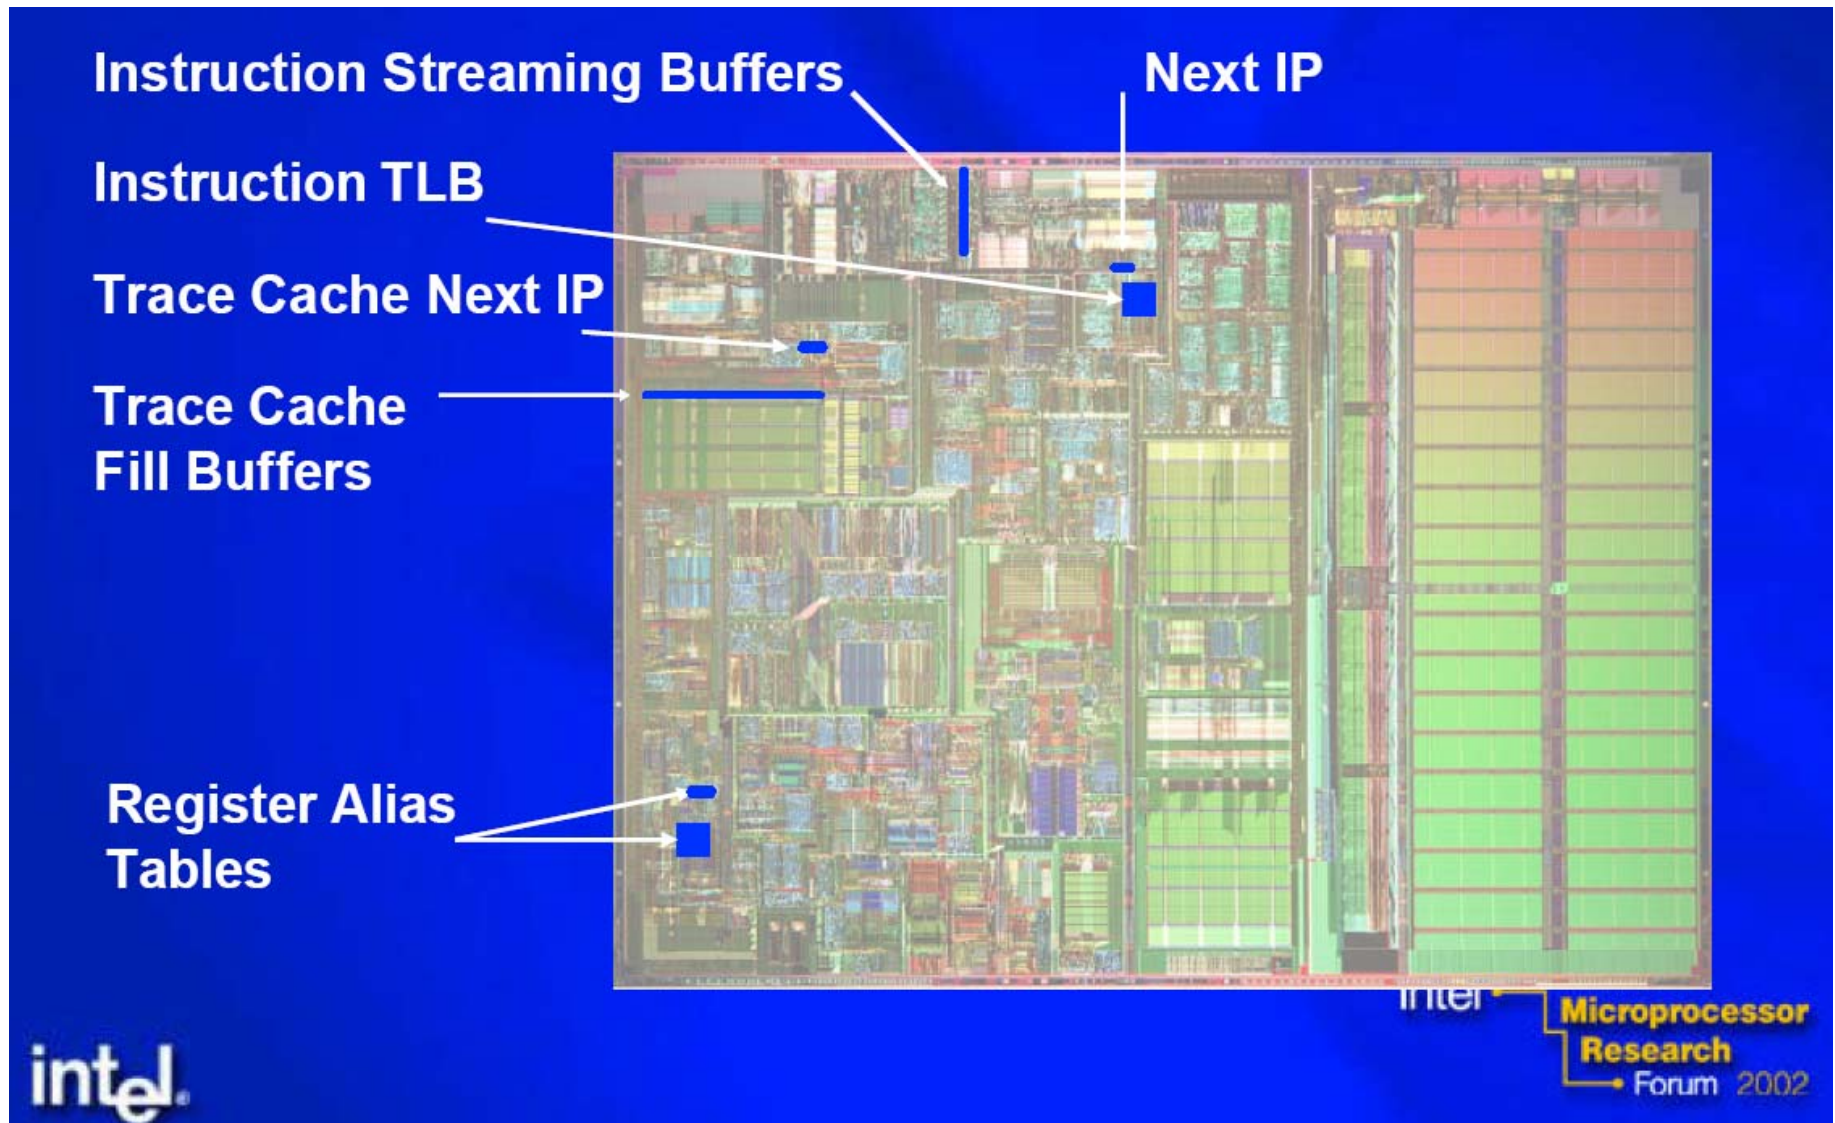 Instruction Streaming Buffers
Next IP
Instruction TLB
Trace Cache Next IP
Trace Cache
Fill Buffers
Register Alias
Tables
intel
Microprocessor
Research
Forum 2002
intel®